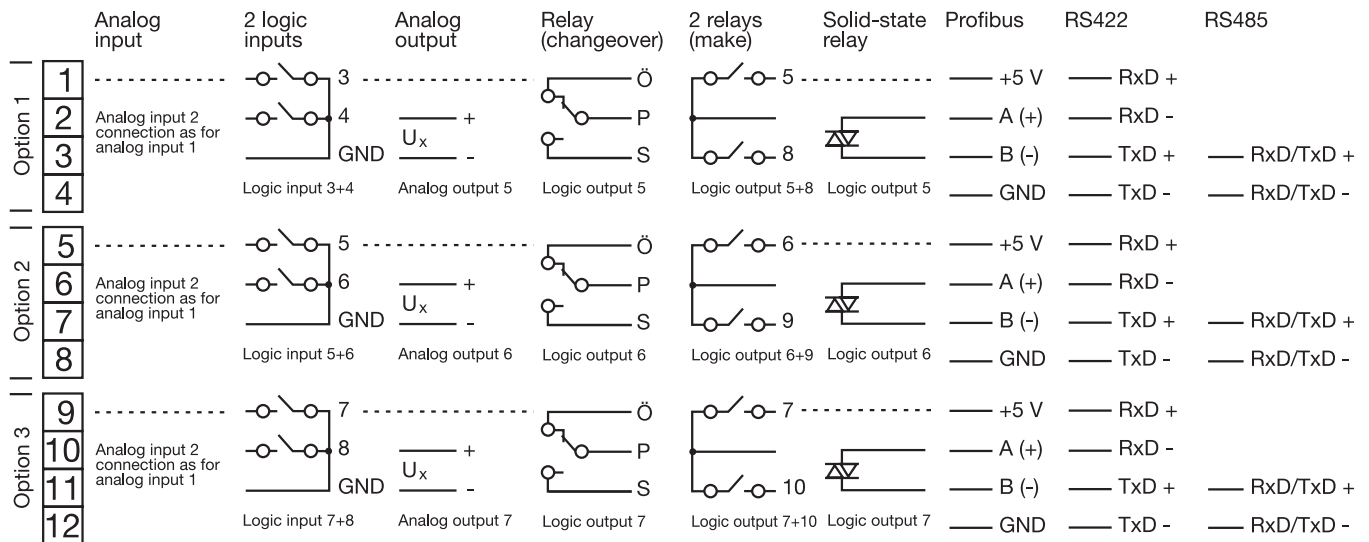 Analog input 2 logic inputs Analog output Relay (changeover) 2 relays (make) Solid-state relay Profibus RS422 RS485
Option 1
1 3 Ö 5 +5 V RxD +
2 Analog input 2 connection as for analog input 1 4 Ux + P A (+) RxD -
3 GND - S 8 B (-) TxD + RxD/TxD +
4 Logic input 3+4 Analog output 5 Logic output 5 Logic output 5+8 Logic output 5 GND TxD - RxD/TxD -
Option 2
5 5 Ö 6 +5 V RxD +
6 Analog input 2 connection as for analog input 1 6 Ux + P A (+) RxD -
7 GND - S 9 B (-) TxD + RxD/TxD +
8 Logic input 5+6 Analog output 6 Logic output 6 Logic output 6+9 Logic output 6 GND TxD - RxD/TxD -
Option 3
9 7 Ö 7 +5 V RxD +
10 Analog input 2 connection as for analog input 1 8 Ux + P A (+) RxD -
11 GND - S 10 B (-) TxD + RxD/TxD +
12 Logic input 7+8 Analog output 7 Logic output 7 Logic output 7+10 Logic output 7 GND TxD - RxD/TxD -